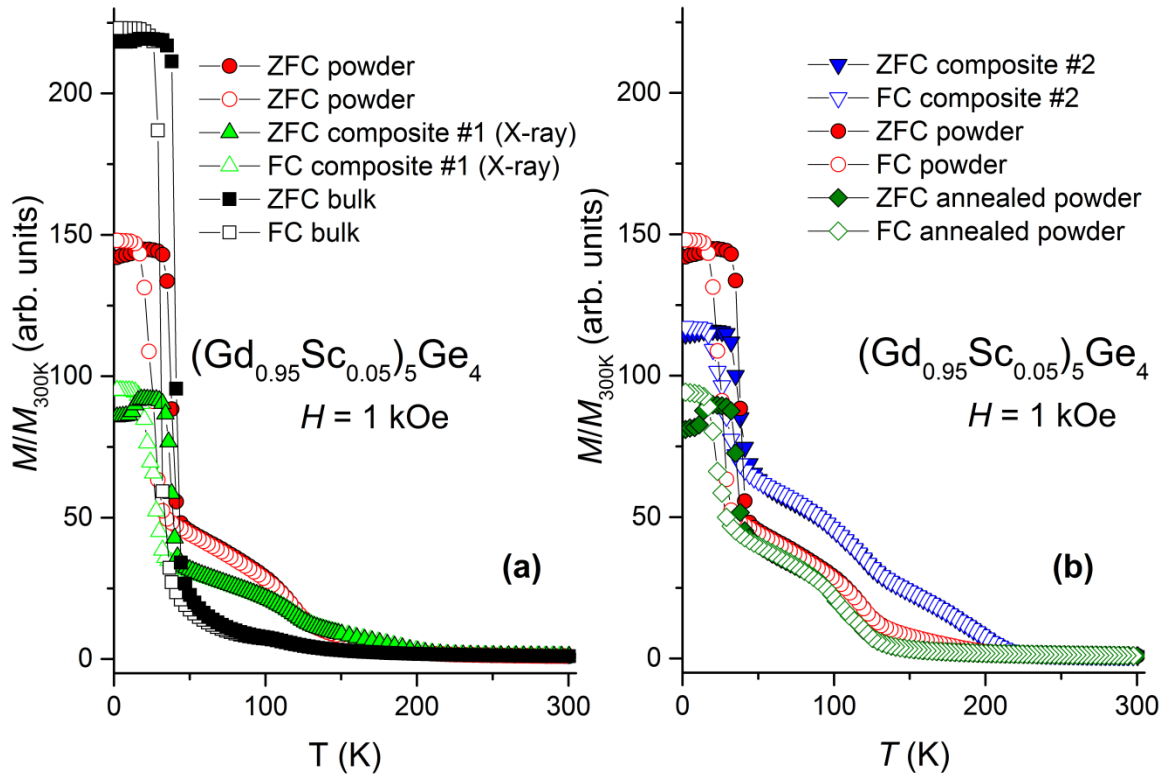 M/M300K (arb. units)
200
150
100
50
0
0
100
200
300
T (K)
ZFC powder
ZFC powder
ZFC composite #1 (X-ray)
FC composite #1 (X-ray)
ZFC bulk
FC bulk
(Gd0.95Sc0.05)5Ge4
H = 1 kOe
(a)
M/M300K (arb. units)
200
150
100
50
0
0
100
200
300
T (K)
ZFC composite #2
FC composite #2
ZFC powder
FC powder
ZFC annealed powder
FC annealed powder
(Gd0.95Sc0.05)5Ge4
H = 1 kOe
(b)